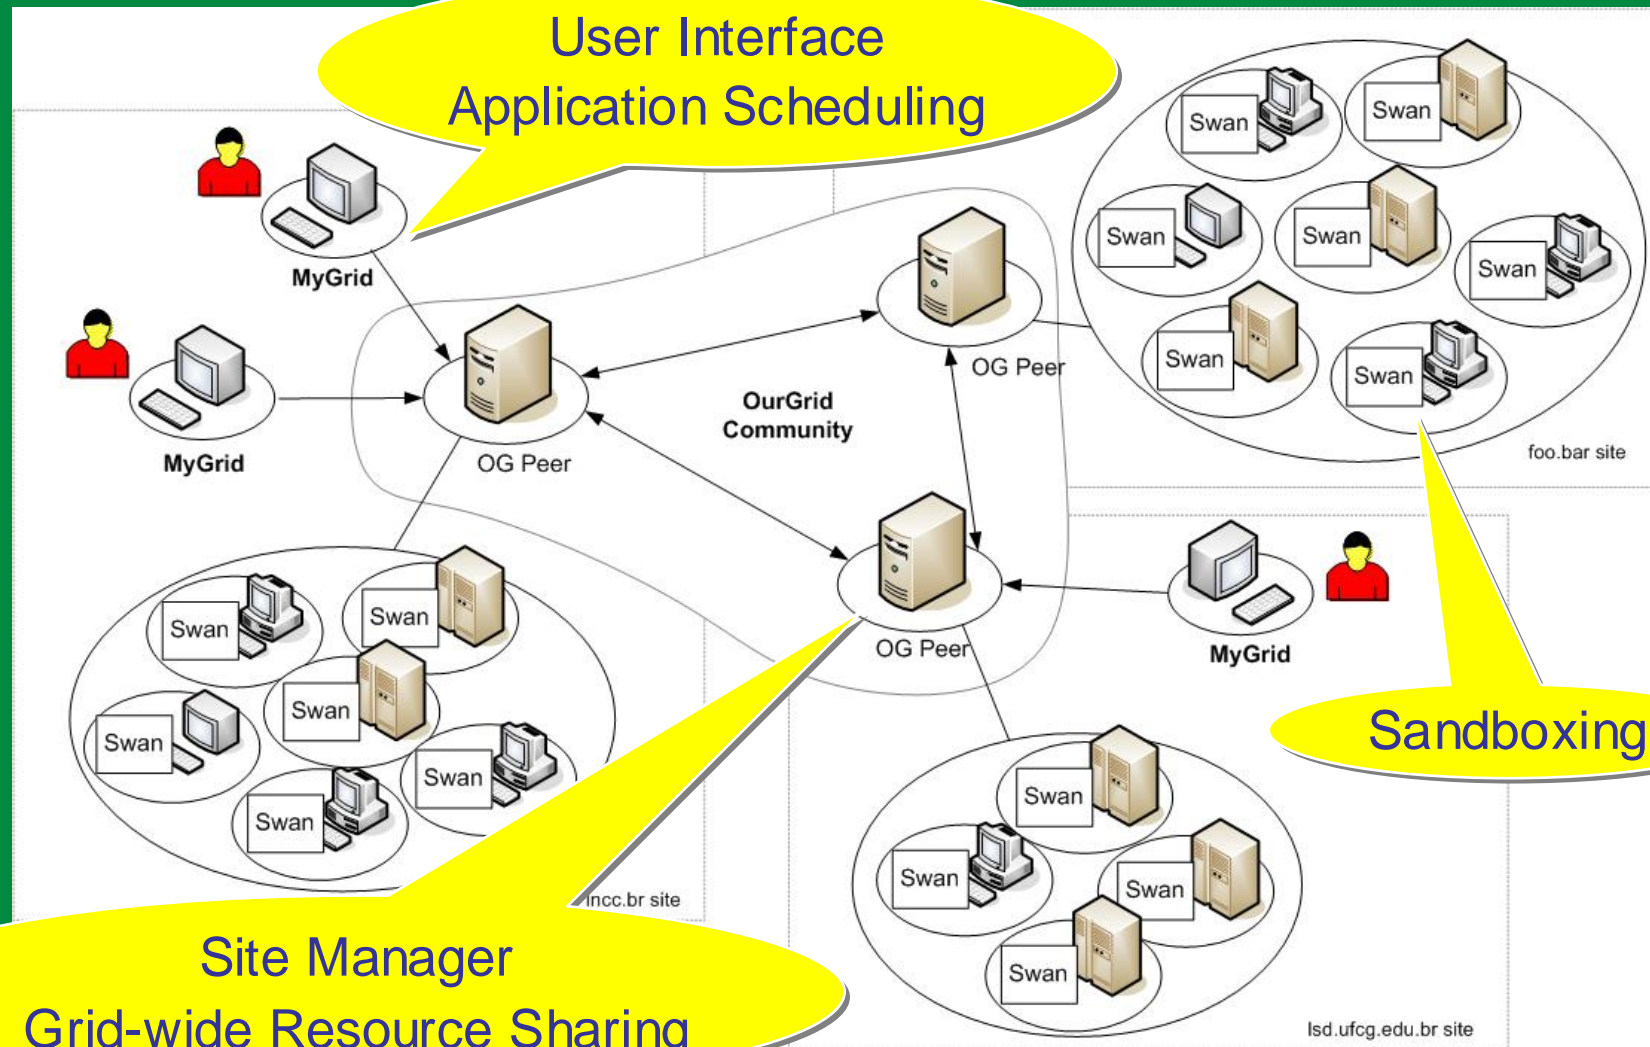 User Interface
Application Scheduling
MyGrid
MyGrid
OG Peer
OG Peer
OurGrid
Community
OG Peer
MyGrid
Swan
Swan
Swan
Swan
Swan
Swan
Swan
foo.bar site
Sandboxing
Swan
Swan
Swan
Swan
Swan
Swan
lncc.br site
Swan
Swan
Swan
Swan
lsd.ufcg.edu.br site
Site Manager
Grid-wide Resource Sharing